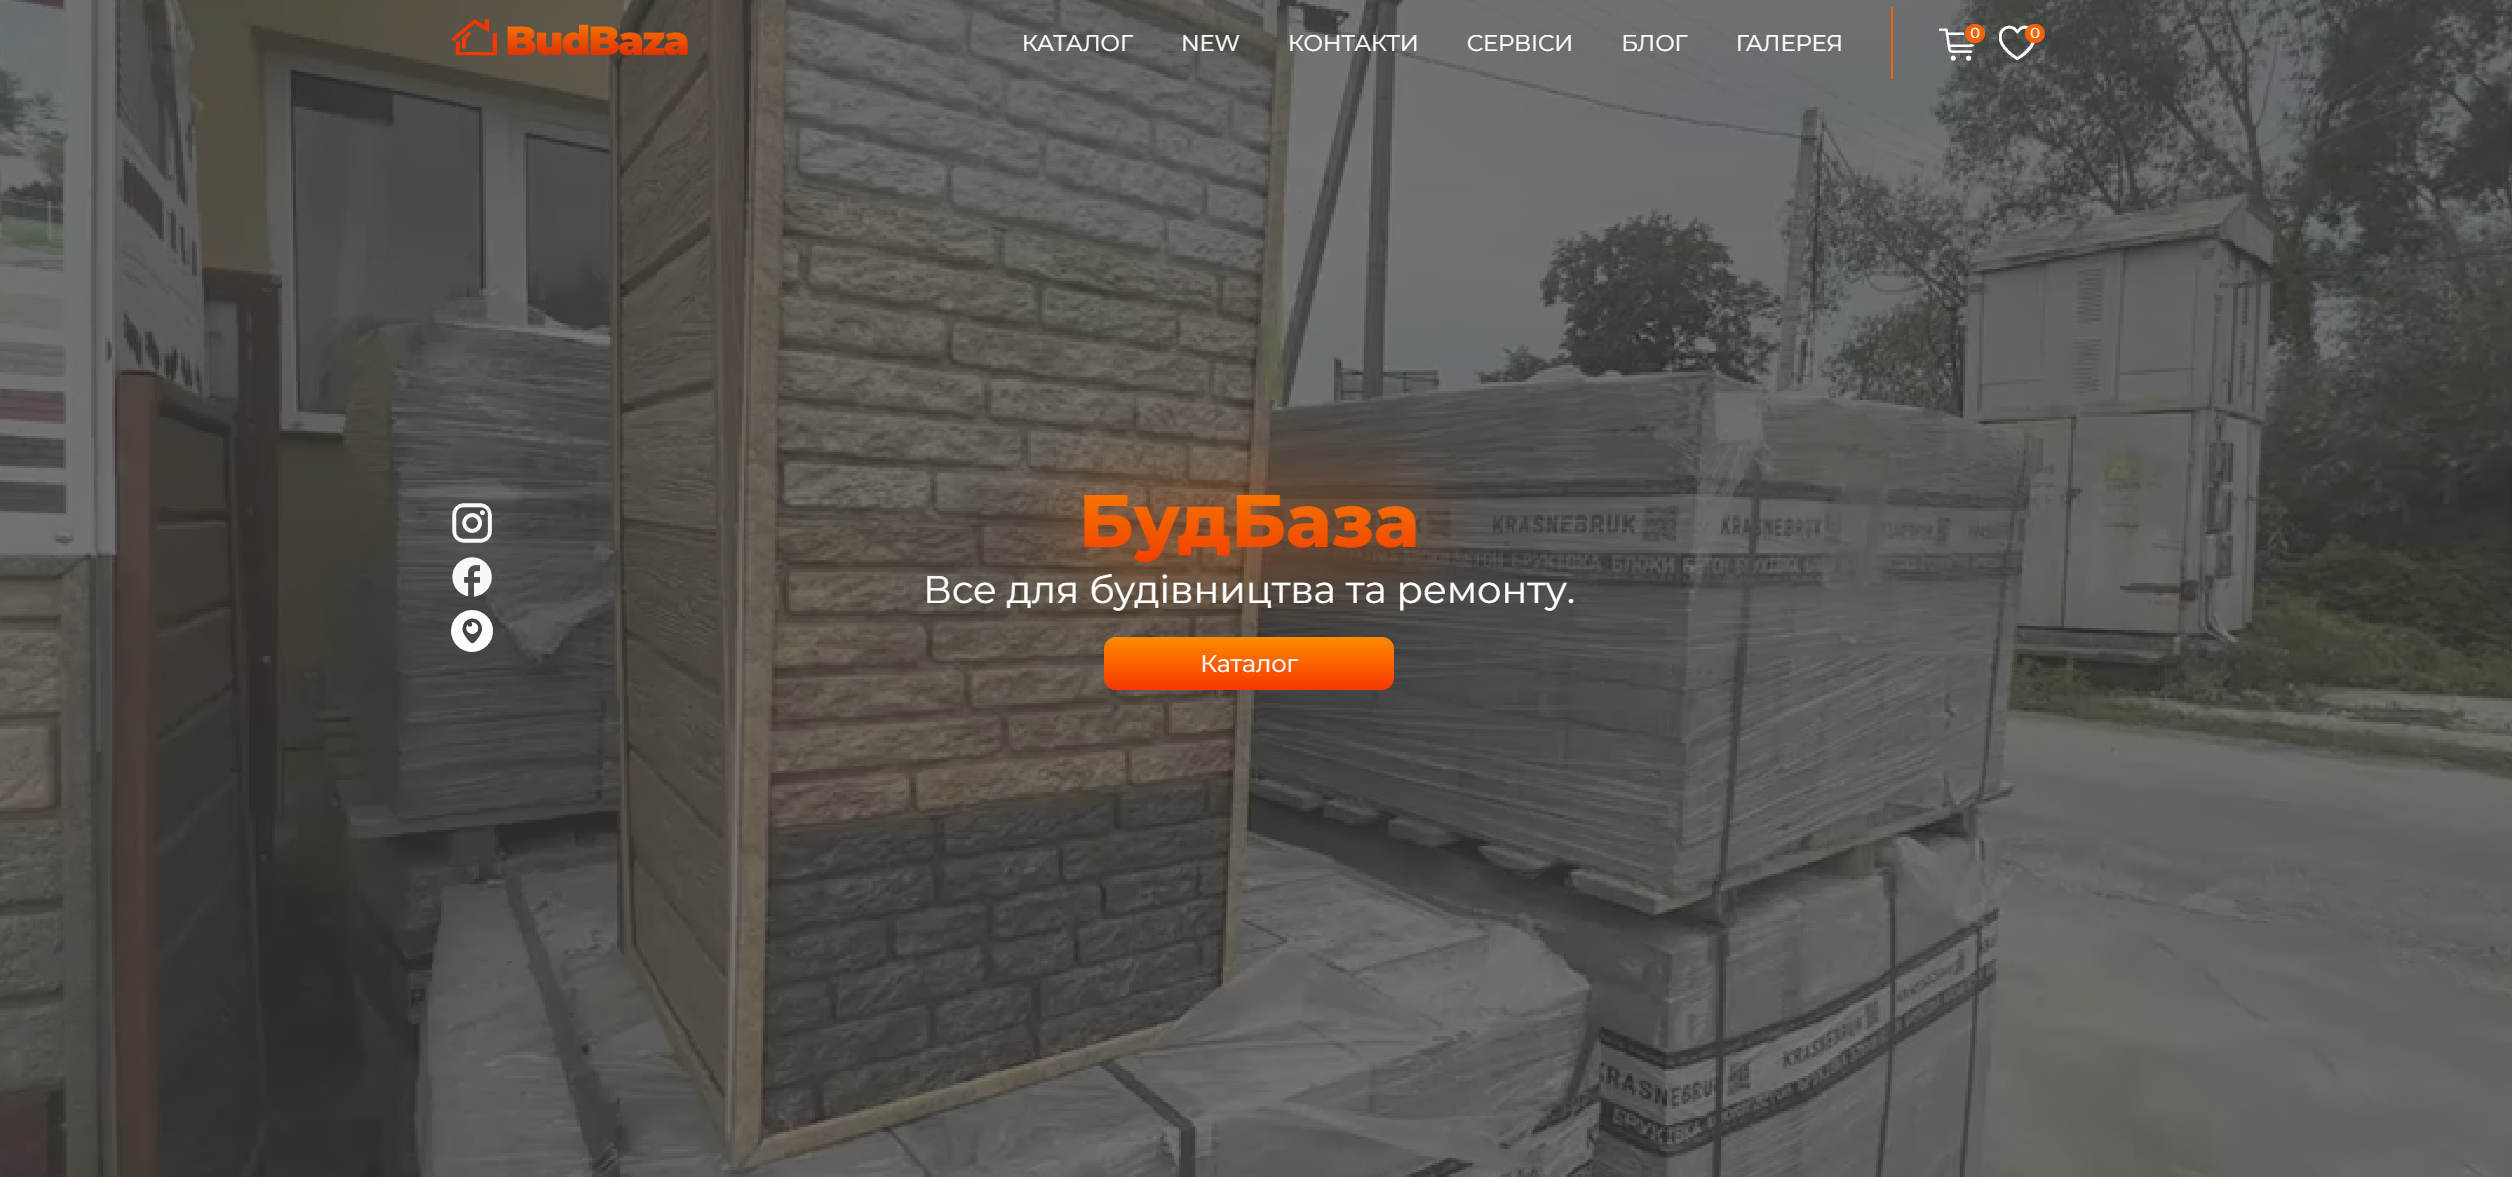 BudBaza
КАТАЛОГ NEW КОНТАКТИ СЕРВІСИ БЛОГ ГАЛЕРЕЯ 0 0
БудБаза
Все для будівництва та ремонту.
Каталог
KRASNEBRUK
KRASNEBRUK
KRASNEBRUK
KRASNEBRUK
БРУКІВКА